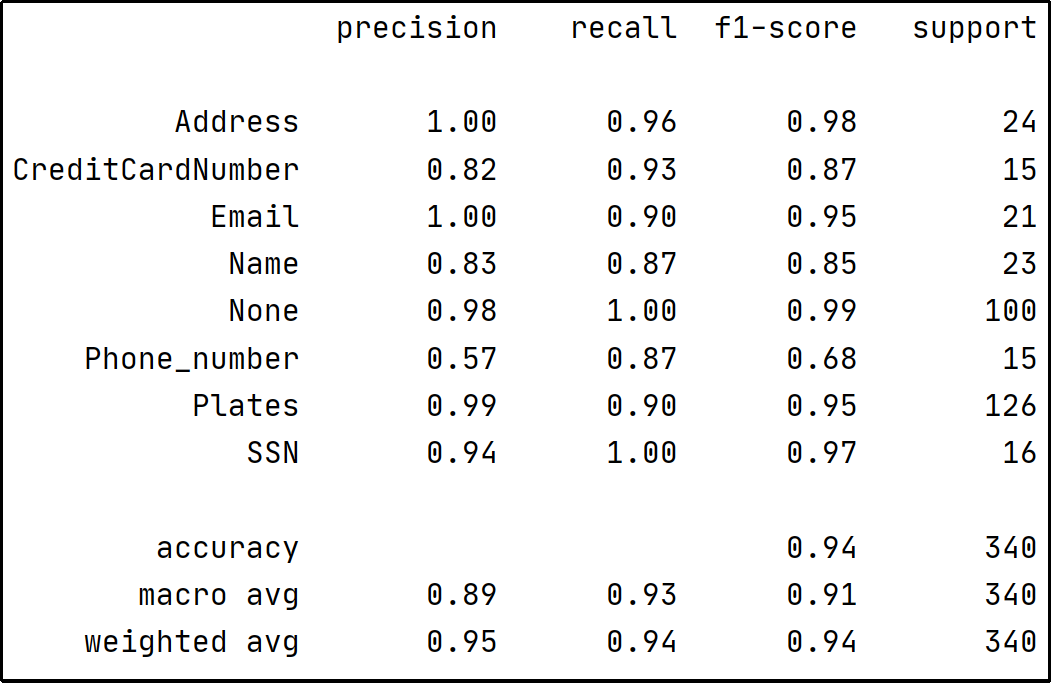 precision recall f1-score support
Address 1.00 0.96 0.98 24
CreditCardNumber 0.82 0.93 0.87 15
Email 1.00 0.90 0.95 21
Name 0.83 0.87 0.85 23
None 0.98 1.00 0.99 100
Phone_number 0.57 0.87 0.68 15
Plates 0.99 0.90 0.95 126
SSN 0.94 1.00 0.97 16
accuracy 0.94 340
macro avg 0.89 0.93 0.91 340
weighted avg 0.95 0.94 0.94 340